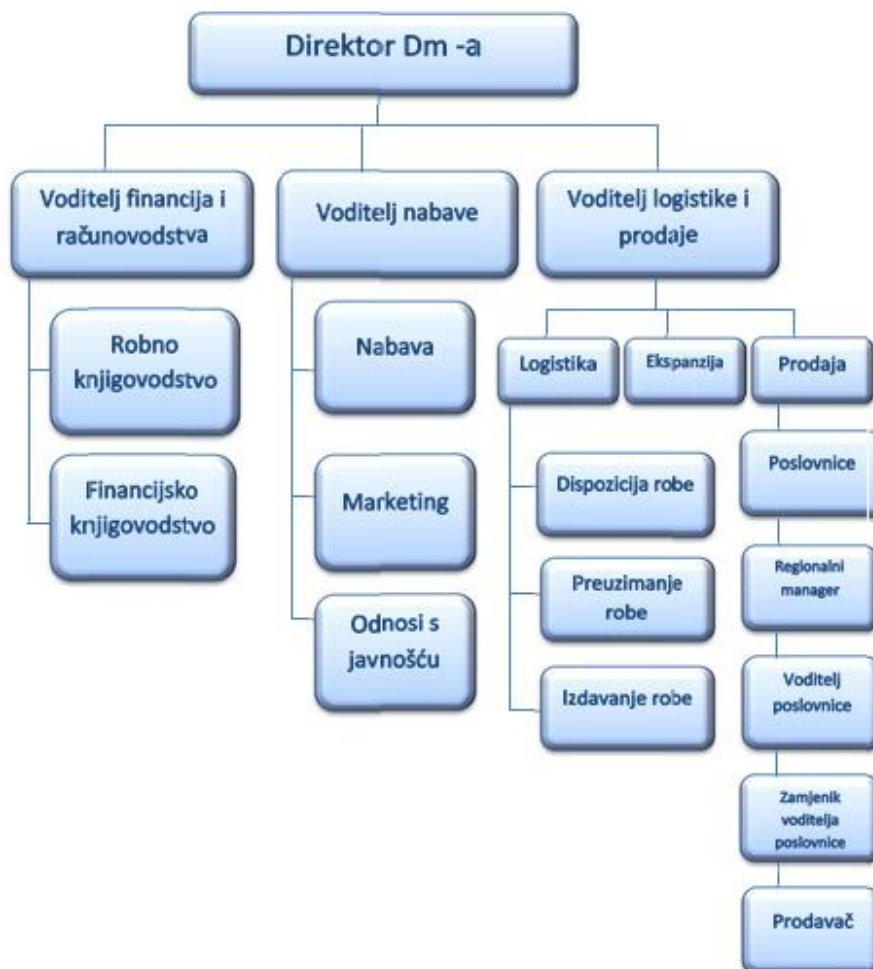 Direktor Dm -a
Voditelj financija i
računovodstva
Voditelj nabave
Voditelj logistike i
prodaje
Robno
knjigovodstvo
Financijsko
knjigovodstvo
Nabava
Marketing
Odnosi s
javnošću
Logistika
Ekspanzija
Prodaja
Dispozicija robe
Preuzimanje
robe
Izdavanje robe
Poslovnice
Regionalni
manager
Voditelj
poslovnice
Zamjenik
voditelja
poslovnice
Prodavač